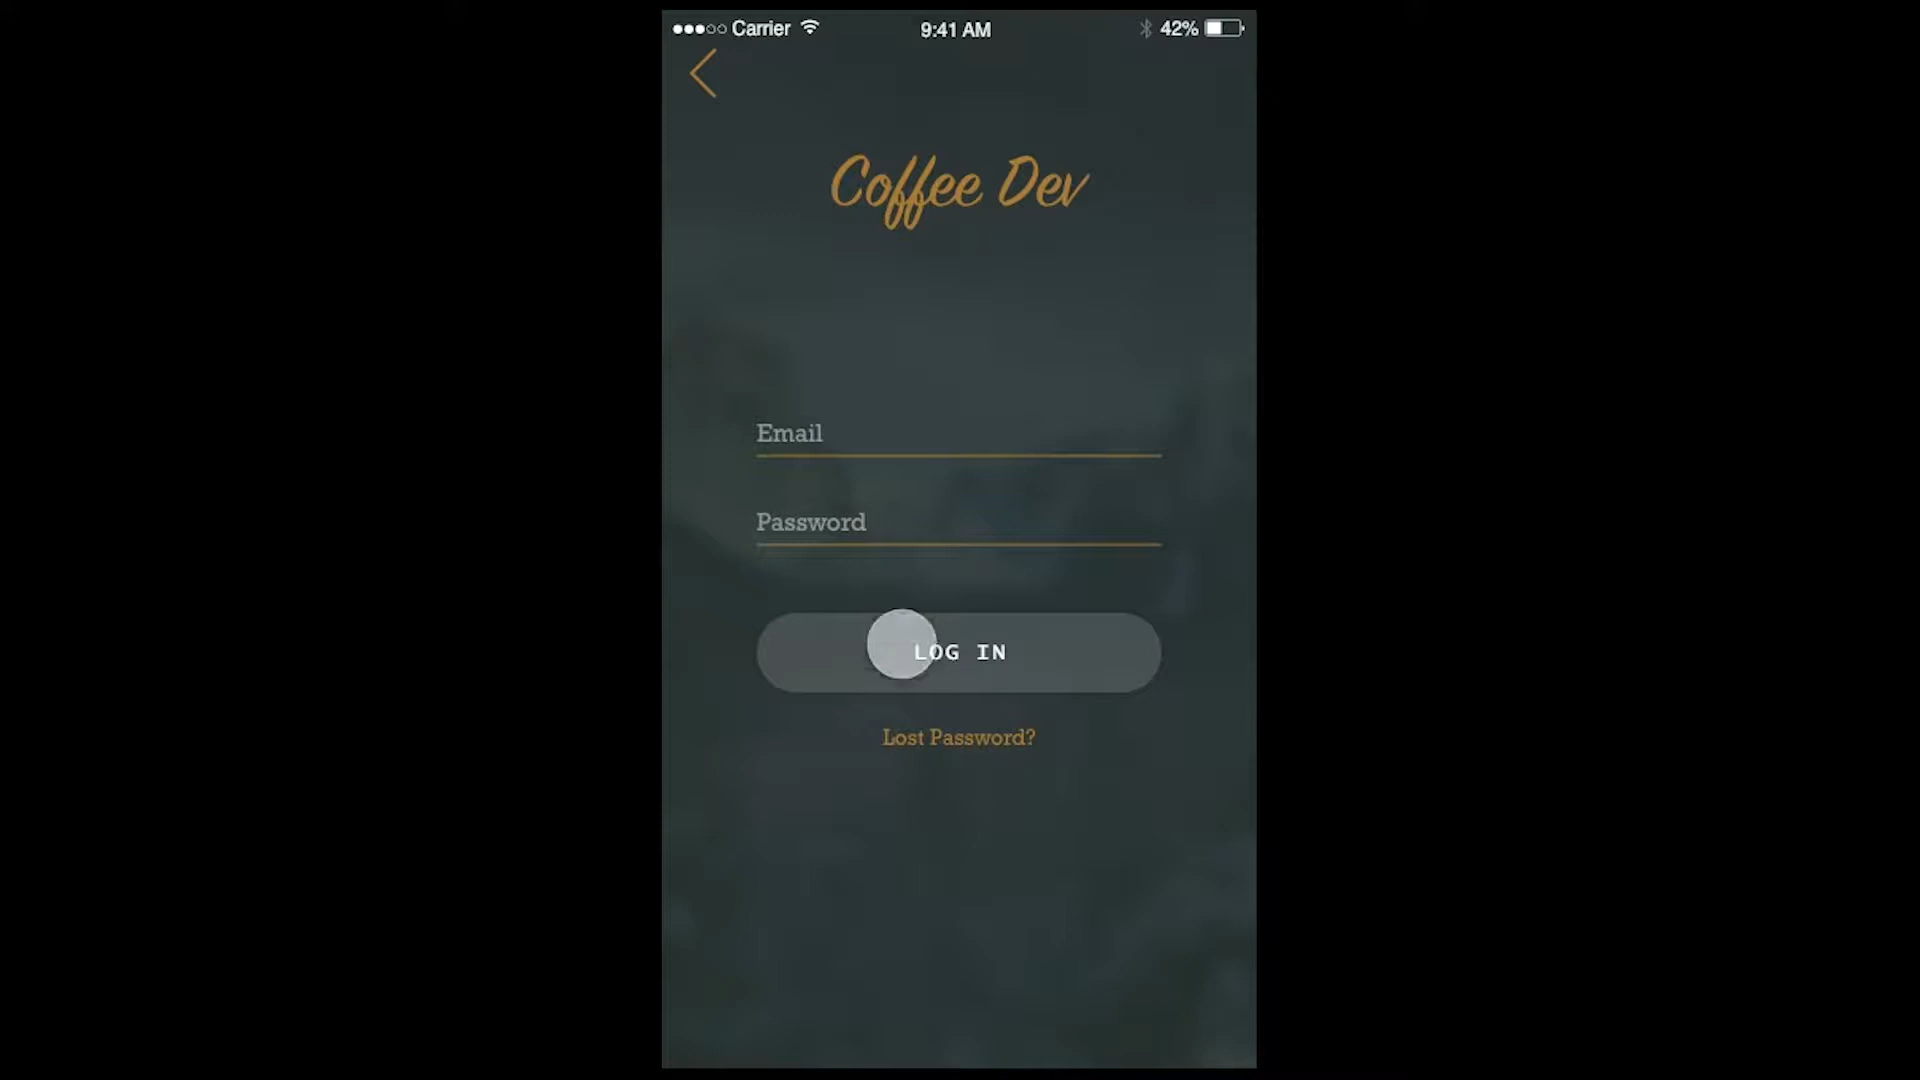 Carrier 9:41 AM 42%
Coffee Dev
Email
Password
LOG IN
Lost Password?